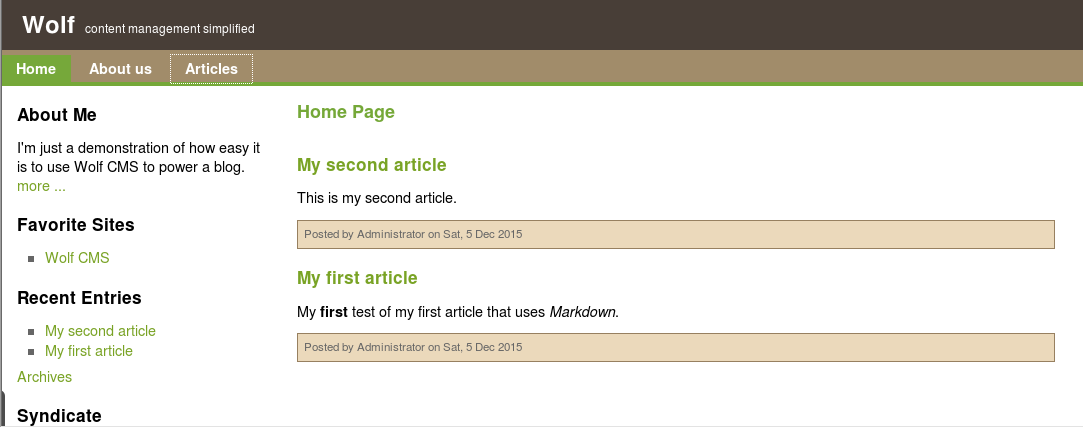 Wolf content management simplified
Home About us Articles
About Me
I'm just a demonstration of how easy it
is to use Wolf CMS to power a blog.
more ...
Favorite Sites
Wolf CMS
Recent Entries
My second article
My first article
Archives
Syndicate
Home Page
My second article
This is my second article.
Posted by Administrator on Sat, 5 Dec 2015
My first article
My first test of my first article that uses Markdown.
Posted by Administrator on Sat, 5 Dec 2015